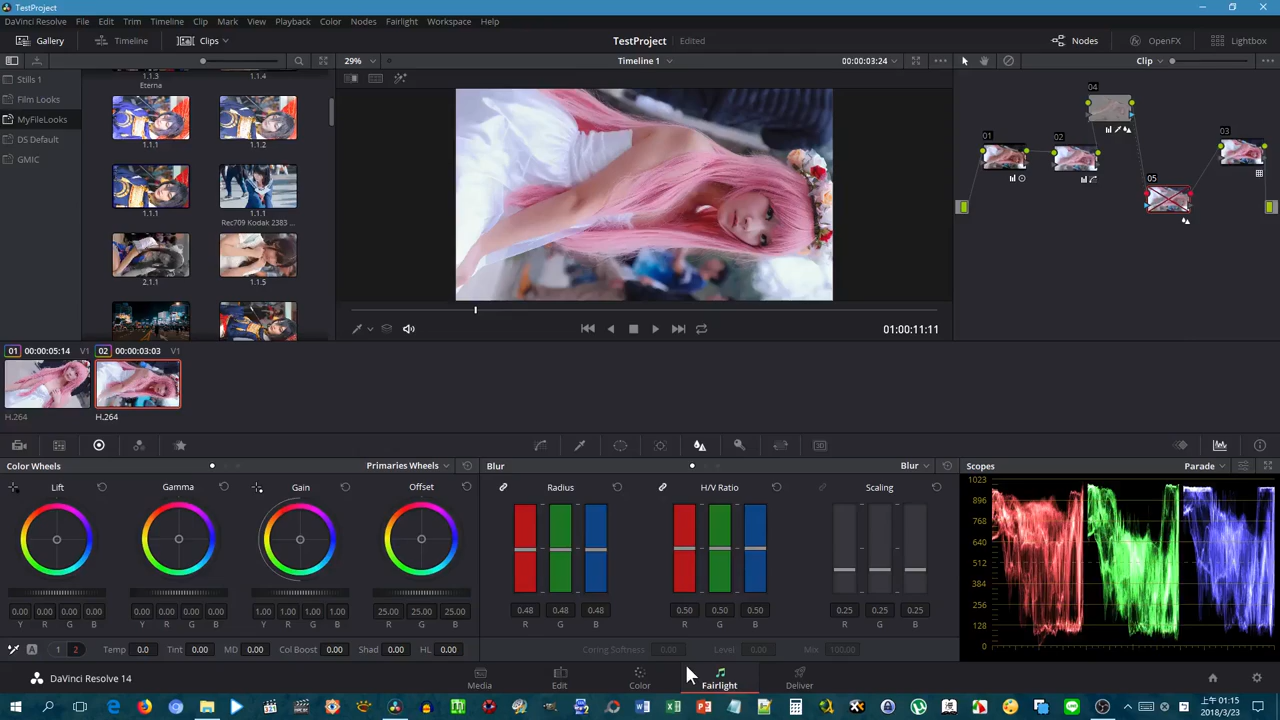 TestProject
DaVinci Resolve File Edit Trim Timeline Clip Mark View Playback Color Nodes Fairlight Workspace Help
Gallery Timeline Clips TestProject Edited Nodes OpenFX Lightbox
29% Timeline 1 00:00:03:24 Clip
Stills 1
Film Looks
MyFileLooks
DS Default
GMIC
1.1.3
Eterna
1.1.4
1.1.1
1.1.2
1.1.1
1.1.1
Rec709 Kodak 2383 ...
2.1.1
1.1.5
01
02
04
05
03
01:00:11:11
01 00:00:05:14 V1
02 00:00:03:03 V1
H.264
H.264
Color Wheels Primaries Wheels
Lift Gamma Gain Offset
0.00 0.00 0.00 0.00 0.00 0.00 0.00 0.00 1.00 1.00 1.00 1.00 25.00 25.00 25.00
Y R G B Y R G B Y R G B R G B
A 1 2 Temp 0.0 Tint 0.00 MD 0.00 Col Boost 0.00 Shad 0.00 HL 0.00
Blur Blur
Radius H/V Ratio Scaling
0.48 0.48 0.48 0.50 0.50 0.50 0.25 0.25 0.25
R G B R G B R G B
Coring Softness 0.00 Level 0.00 Mix 100.00
Scopes Parade
1023
896
768
640
512
384
256
128
0
DaVinci Resolve 14
Media Edit Color Fairlight Deliver
上午 01:15
2018/3/23